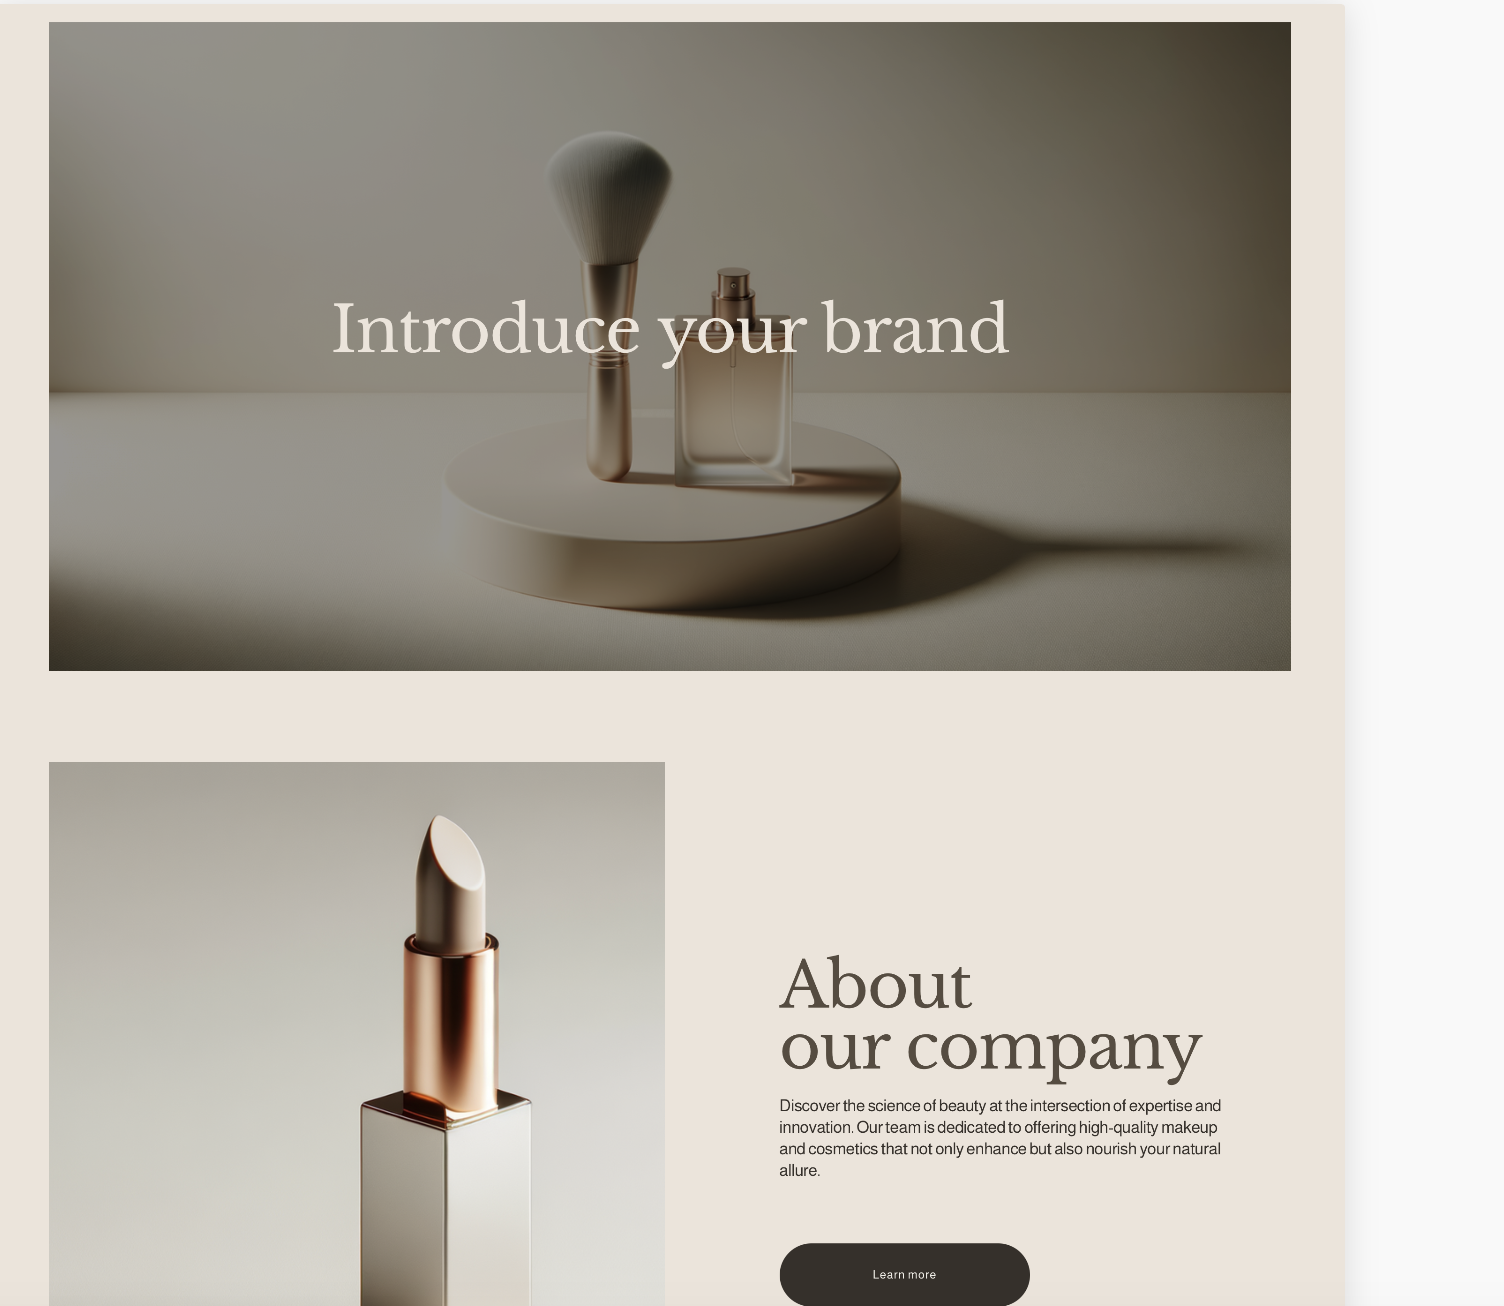 Introduce your brand
About
our company
Discover the science of beauty at the intersection of expertise and
innovation. Our team is dedicated to offering high-quality makeup
and cosmetics that not only enhance but also nourish your natural
allure.
Learn more